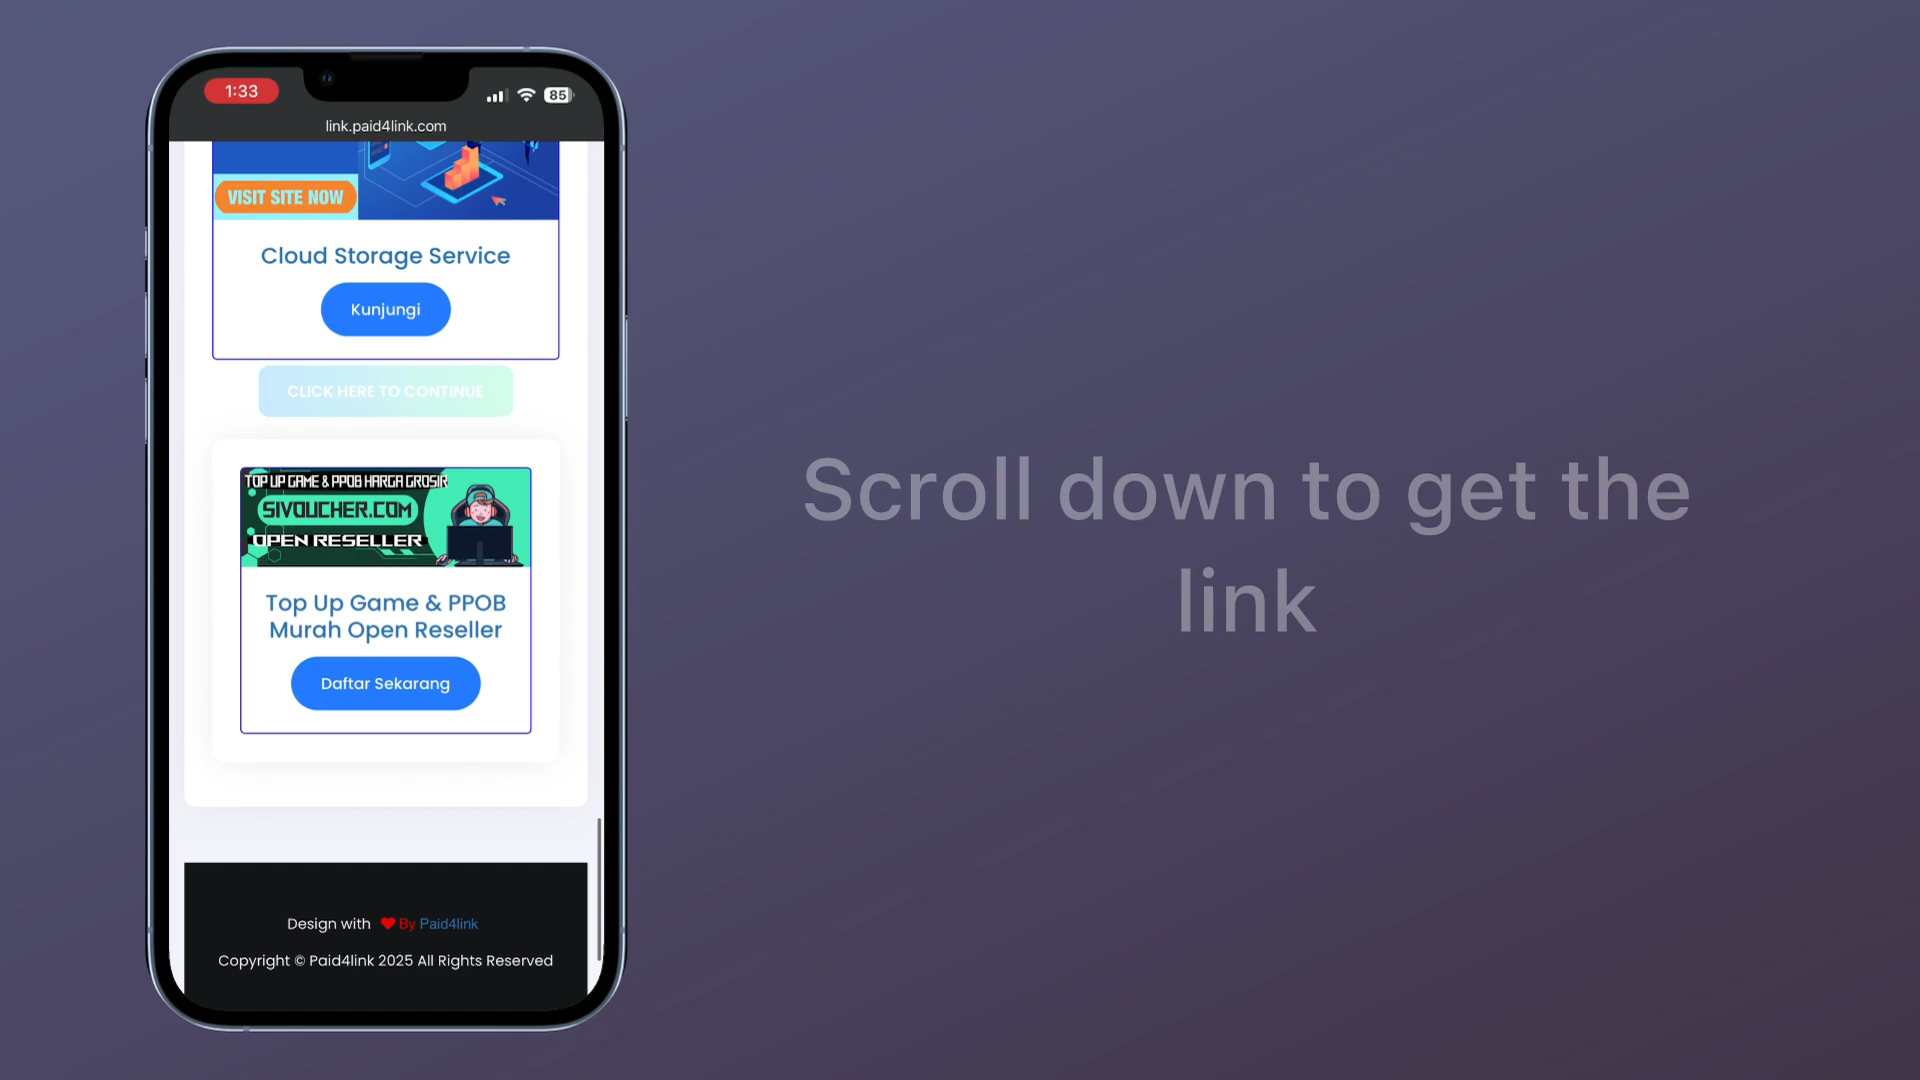 1:33
85
link.paid4link.com
VISIT SITE NOW
Cloud Storage Service
Kunjungi
CLICK HERE TO CONTINUE
TOP UP GAME & PPOB HARGA GROSIR
SIVOUCHER.COM
OPEN RESELLER
Top Up Game & PPOB
Murah Open Reseller
Daftar Sekarang
Design with ❤ By Paid4link
Copyright © Paid4link 2025 All Rights Reserved
Scroll down to get the
link